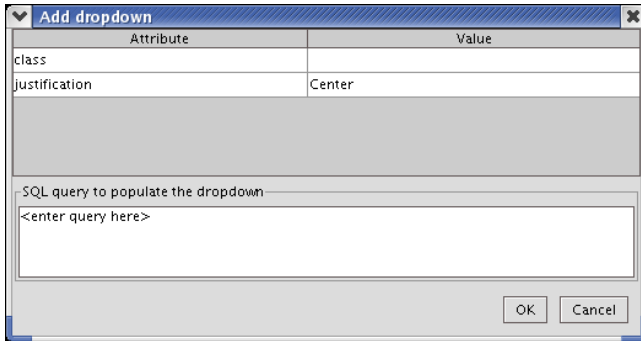 Add dropdown
Attribute Value
class
justification Center
SQL query to populate the dropdown
<enter query here>
OK Cancel